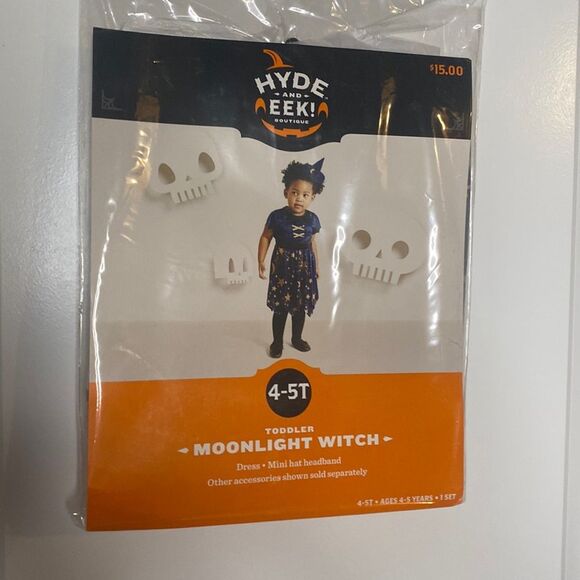 $15.00
HYDE
AND
EEK!
BOUTIQUE
4-5T
TODDLER
MOONLIGHT WITCH
Dress • Mini hat headband
Other accessories shown sold separately
4-5T • AGES 4-5 YEARS • 1 SET